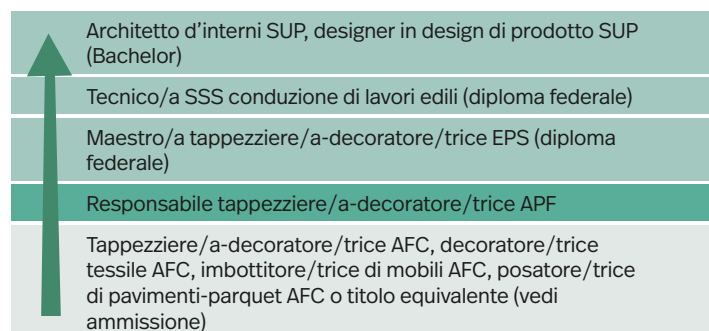 Architetto d'interni SUP, designer in design di prodotto SUP
(Bachelor)
Tecnico/a SSS conduzione di lavori edili (diploma federale)
Maestro/a tappezziere/a-decoratore/trice EPS (diploma
federale)
Responsabile tappezziere/a-decoratore/trice APF
Tappezziere/a-decoratore/trice AFC, decoratore/trice
tessile AFC, imbottitore/trice di mobili AFC, posatore/trice
di pavimenti-parquet AFC o titolo equivalente (vedi
ammissione)